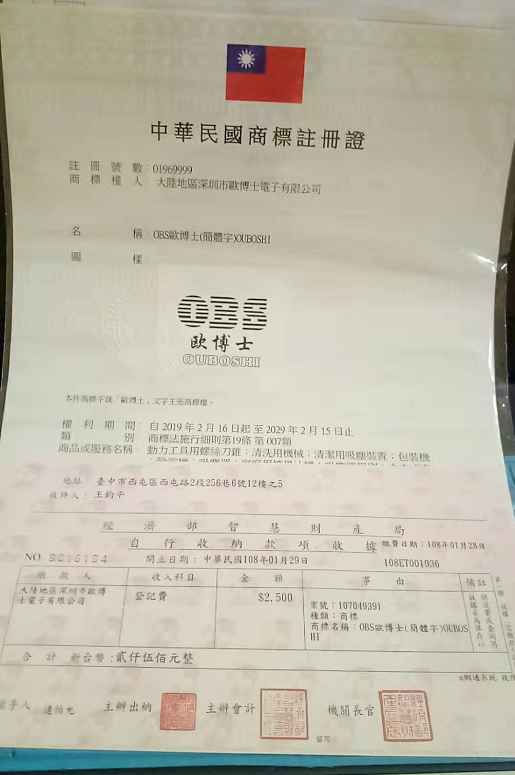 中華民國商標註冊證
註冊號數：01969999
商標權人 大陸地區深圳市歐博士電子有限公司
名稱：OBS歐博士(簡體字)OUBOSHI
圖樣
OBS
欧博士
OUBOSHI
本件商標不就「歐博士」文字主張商標權。
權利期間：自 2019 年 2 月 16 日起 至 2029 年 2 月 15 日止
類別 商標法施行細則第19條 第 007類
商品或服務名稱 動力工具用螺絲刀錐；清洗用機械；清潔用吸塵裝置；包裝機
地址：臺中市西屯區西屯路2段256巷6號12樓之5
收件人：王鈞平
經濟部智慧財產局
自行收納款項收據 繳費日期：108年01月28日
NO 開立日期：中華民國108年01月29日 108ET001936
繳款人 收入科目 金額 事由 備註
大陸地區深圳市歐博士電子有限公司 登記費 $2,500
案號：107049391
種類：商標
商標名稱：OBS歐博士(簡體字)OUBOS
HI
合計 新台幣：貳仟伍佰元整
主辦出納 主辦會計 機關長官